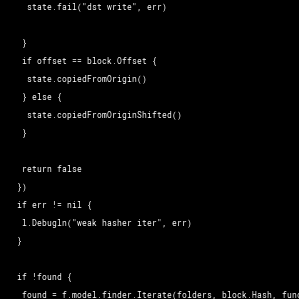 state.fail("dst write", err)
}
if offset == block.Offset {
state.copiedFromOrigin()
} else {
state.copiedFromOriginShifted()
}
return false
})
if err != nil {
l.Debugln("weak hasher iter", err)
}
if !found {
found = f.model.finder.Iterate(folders, block.Hash, func